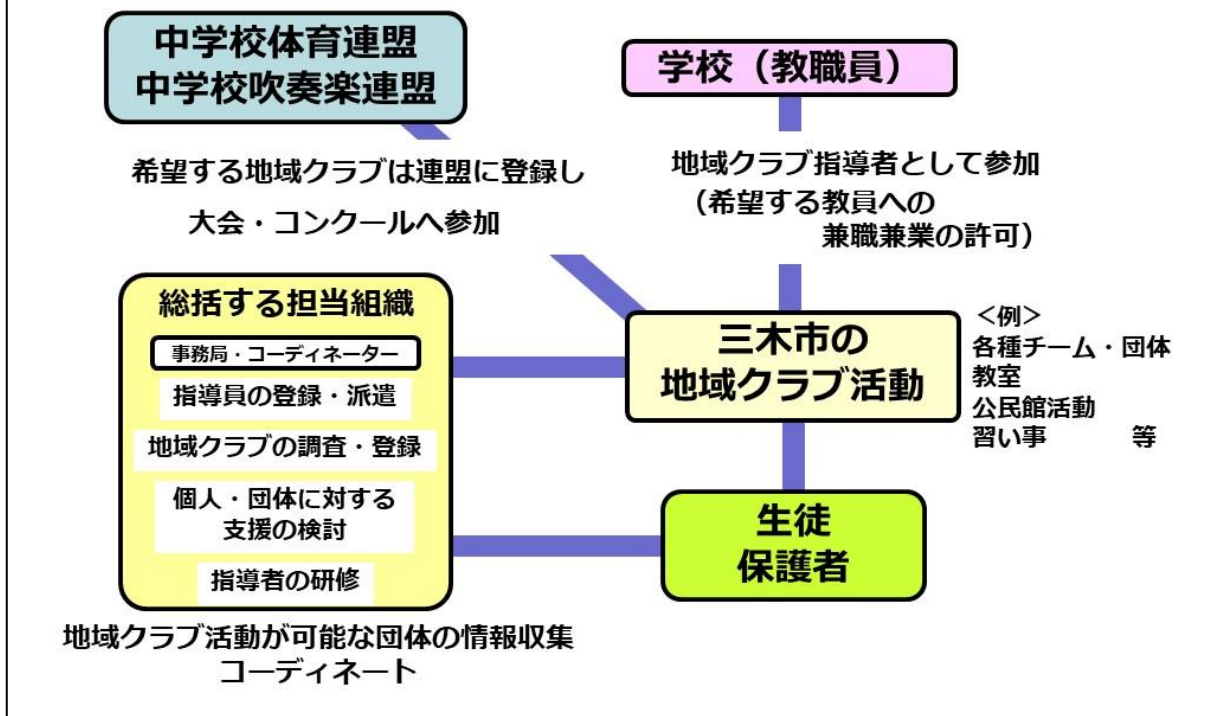 中学校体育連盟
中学校吹奏楽連盟
学校（教職員）
希望する地域クラブは連盟に登録し
大会・コンクールへ参加
地域クラブ指導者として参加
（希望する教員への
兼職兼業の許可）
総括する担当組織
事務局・コーディネーター
指導員の登録・派遣
地域クラブの調査・登録
個人・団体に対する
支援の検討
指導者の研修
地域クラブ活動が可能な団体の情報収集
コーディネート
三木市の
地域クラブ活動
＜例＞
各種チーム・団体
教室
公民館活動
習い事　　　等
生徒
保護者